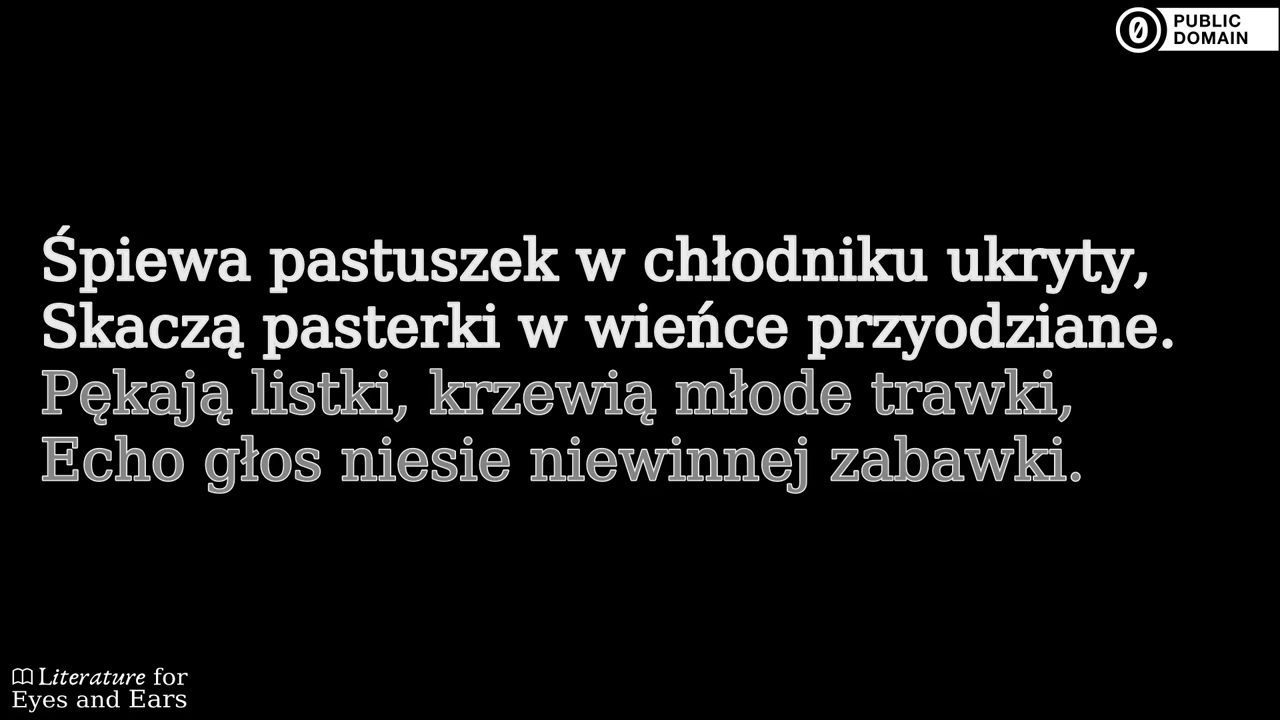 PUBLIC
DOMAIN
Śpiewa pastuszek w chłodniku ukryty,
Skaczą pasterki w wieńce przyodziane.
Pękają listki, krzewią młode trawki,
Echo głos niesie niewinnej zabawki.
Literature for
Eyes and Ears